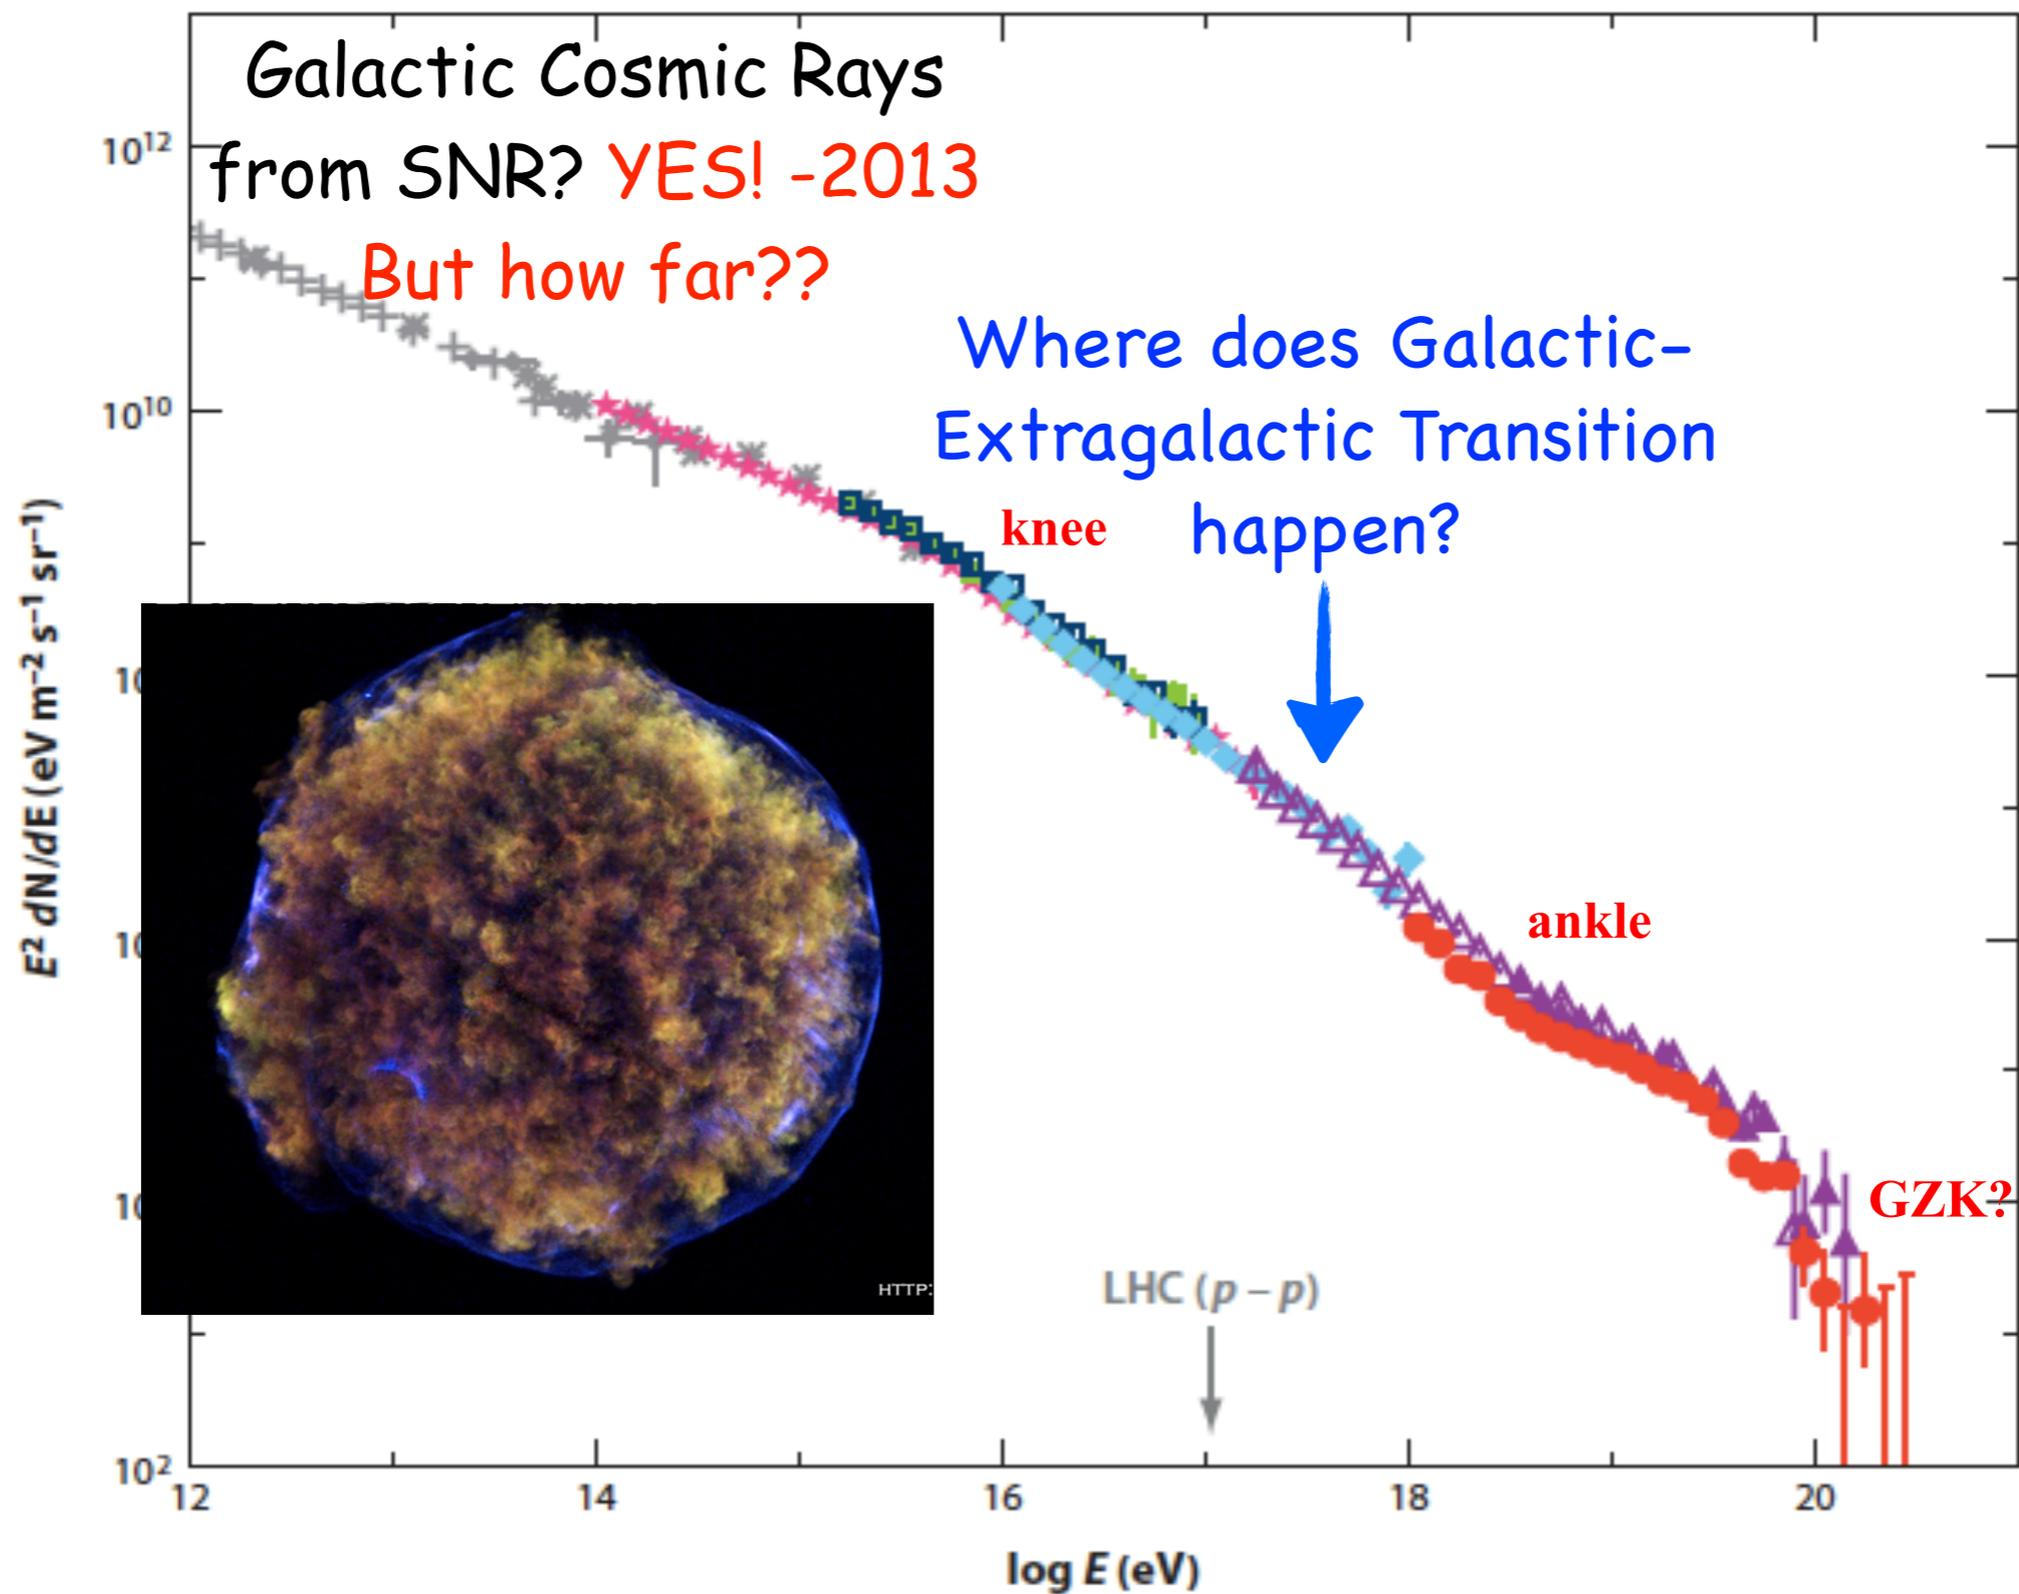 Galactic Cosmic Rays
from SNR? YES! -2013
But how far??
Where does Galactic-
Extragalactic Transition
happen?
knee
ankle
GZK?
LHC (p – p)
HTTP:
10¹²
10¹⁰
10²
12 14 16 18 20
log E (eV)
E² dN/dE (eV m⁻² s⁻¹ sr⁻¹)